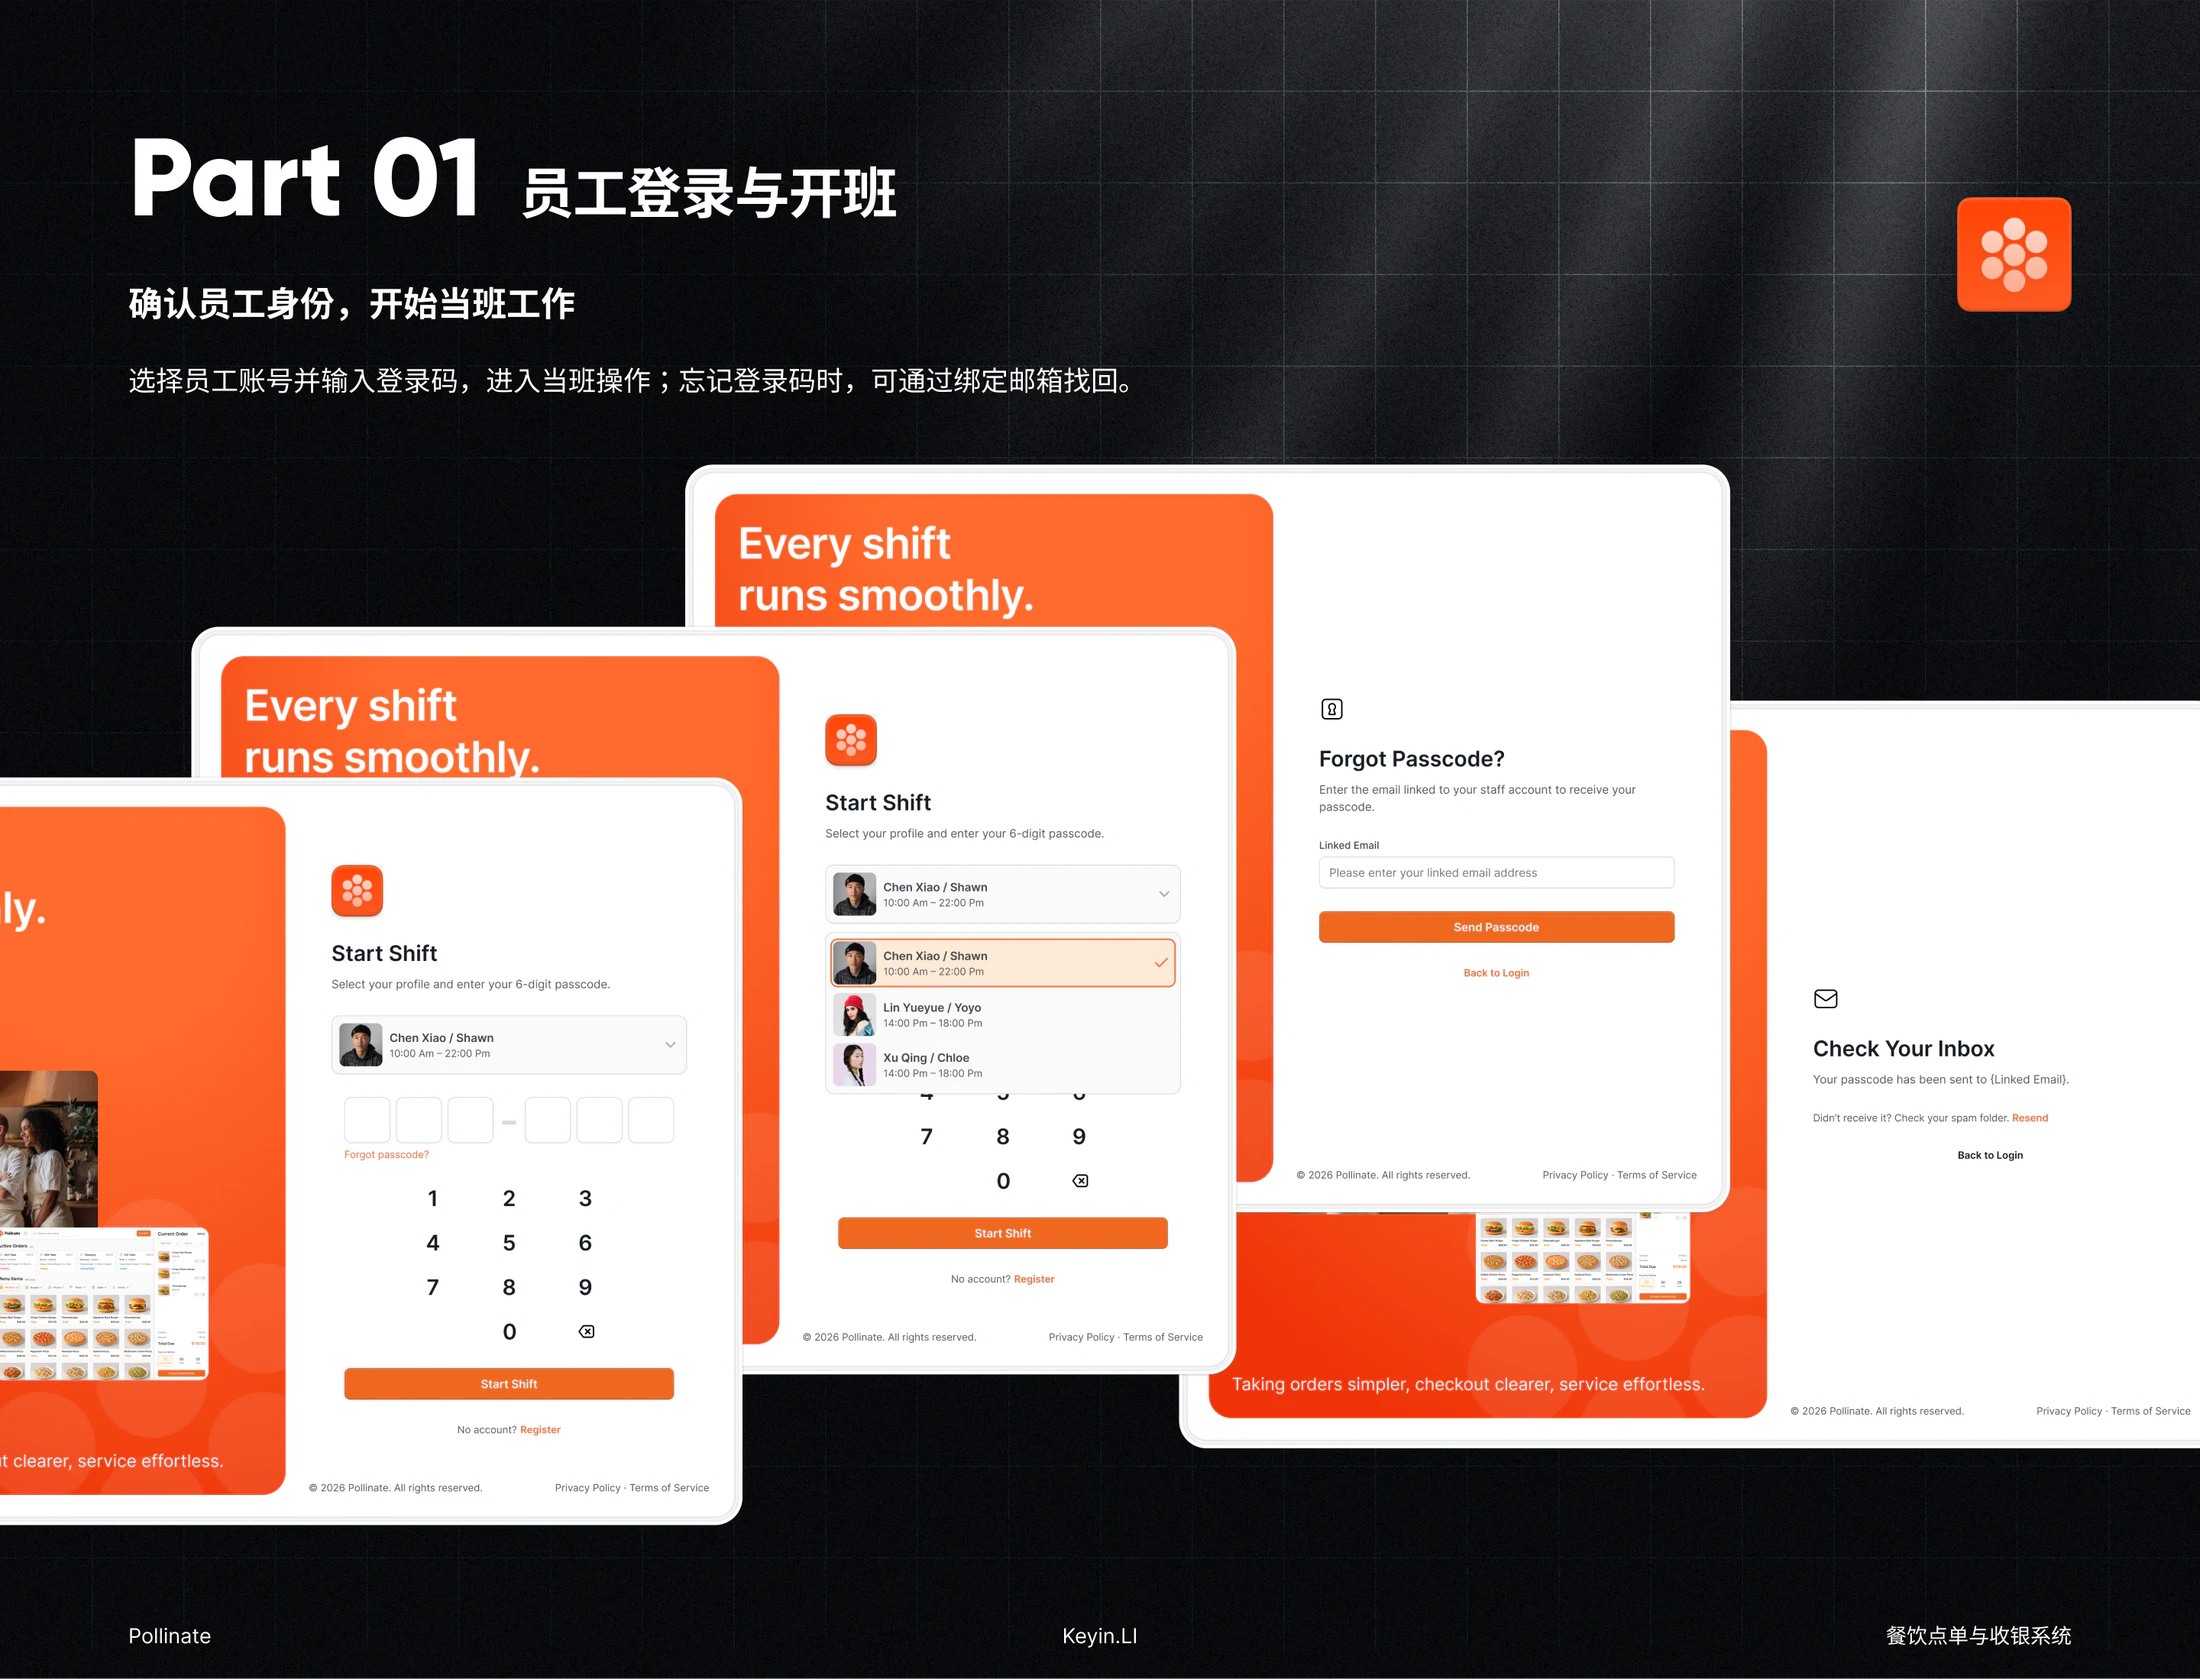 Part 01 员工登录与开班
确认员工身份，开始当班工作
选择员工账号并输入登录码，进入当班操作；忘记登录码时，可通过绑定邮箱找回。
Every shift
runs smoothly.
Forgot Passcode?
Enter the email linked to your staff account to receive your
passcode.
Linked Email
Please enter your linked email address
Send Passcode
Back to Login
© 2026 Pollinate. All rights reserved.
Privacy Policy · Terms of Service
Every shift
runs smoothly.
Start Shift
Select your profile and enter your 6-digit passcode.
Chen Xiao / Shawn
10:00 Am – 22:00 Pm
Chen Xiao / Shawn
10:00 Am – 22:00 Pm
Lin Yueyue / Yoyo
14:00 Pm – 18:00 Pm
Xu Qing / Chloe
14:00 Pm – 18:00 Pm
7 8 9
0
Start Shift
No account? Register
© 2026 Pollinate. All rights reserved.
Privacy Policy · Terms of Service
ly.
Start Shift
Select your profile and enter your 6-digit passcode.
Chen Xiao / Shawn
10:00 Am – 22:00 Pm
Forgot passcode?
1 2 3
4 5 6
7 8 9
0
Start Shift
No account? Register
Current Order
Menu Items
Total Due
t clearer, service effortless.
© 2026 Pollinate. All rights reserved.
Privacy Policy · Terms of Service
Check Your Inbox
Your passcode has been sent to {Linked Email}.
Didn't receive it? Check your spam folder. Resend
Back to Login
Total Due
Taking orders simpler, checkout clearer, service effortless.
© 2026 Pollinate. All rights reserved.
Privacy Policy · Terms of Service
Pollinate
Keyin.LI
餐饮点单与收银系统